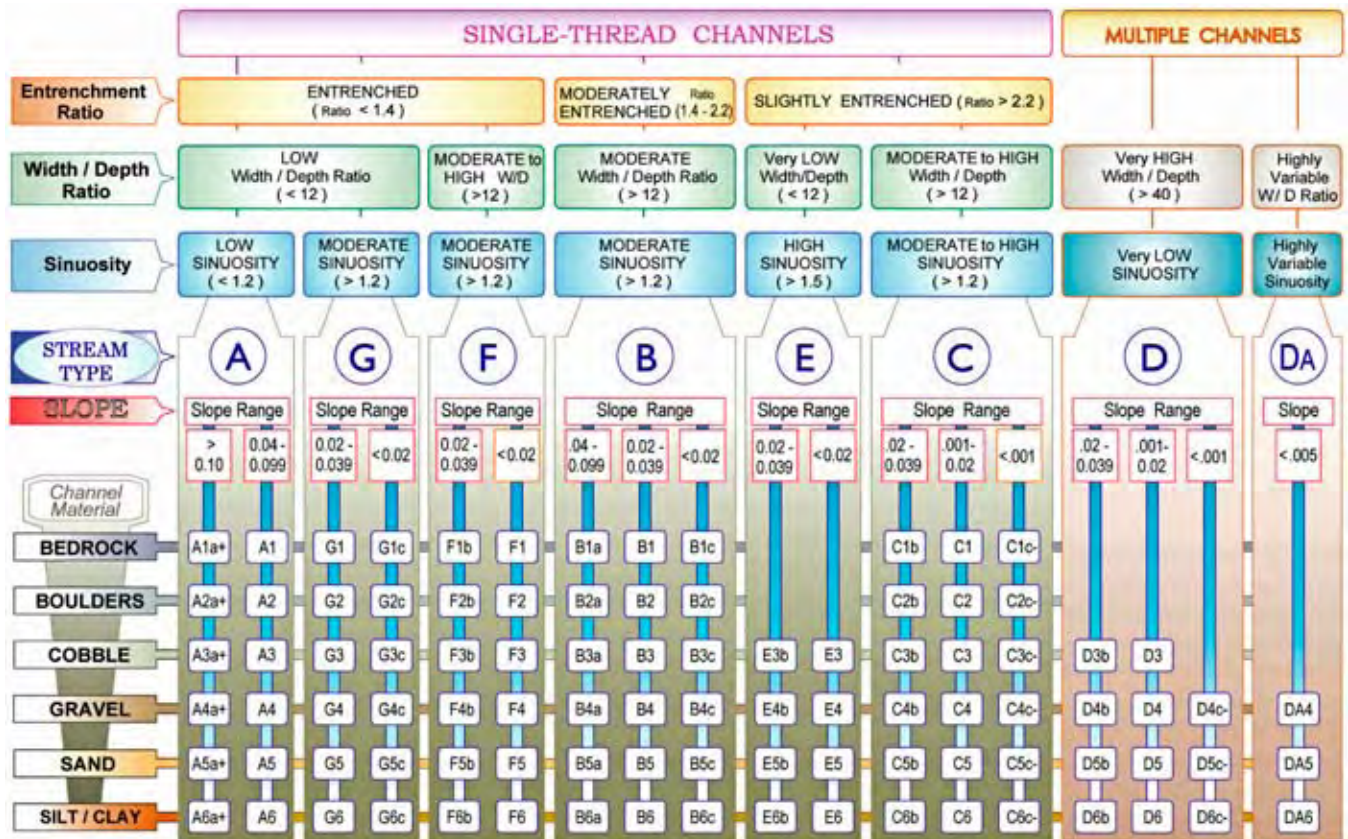 SINGLE-THREAD CHANNELS
MULTIPLE CHANNELS
Entrenchment
Ratio
ENTRENCHED
( Ratio < 1.4 )
MODERATELY Ratio
ENTRENCHED (1.4 - 2.2)
SLIGHTLY ENTRENCHED ( Ratio > 2.2 )
Width / Depth
Ratio
LOW
Width / Depth Ratio
( < 12 )
MODERATE to
HIGH W/D
( >12 )
MODERATE
Width / Depth Ratio
( > 12 )
Very LOW
Width/Depth
( < 12 )
MODERATE to HIGH
Width / Depth
( > 12 )
Very HIGH
Width / Depth
( > 40 )
Highly
Variable
W/ D Ratio
Sinuosity
LOW
SINUOSITY
( < 1.2 )
MODERATE
SINUOSITY
( > 1.2 )
MODERATE
SINUOSITY
( > 1.2 )
MODERATE
SINUOSITY
( > 1.2 )
HIGH
SINUOSITY
( > 1.5 )
MODERATE to HIGH
SINUOSITY
( > 1.2 )
Very LOW
SINUOSITY
Highly
Variable
Sinuosity
STREAM
TYPE
A G F B E C D DA
SLOPE
Slope Range Slope Range Slope Range Slope Range Slope Range Slope Range Slope Range Slope
>
0.10
0.04 -
0.099
0.02 -
0.039
<0.02
0.02 -
0.039
<0.02
.04 -
0.099
0.02 -
0.039
<0.02
0.02 -
0.039
<0.02
.02 -
0.039
.001-
0.02
<.001
.02 -
0.039
.001-
0.02
<.001
<.005
Channel
Material
BEDROCK A1a+ A1 G1 G1c F1b F1 B1a B1 B1c C1b C1 C1c-
BOULDERS A2a+ A2 G2 G2c F2b F2 B2a B2 B2c C2b C2 C2c-
COBBLE A3a+ A3 G3 G3c F3b F3 B3a B3 B3c E3b E3 C3b C3 C3c- D3b D3
GRAVEL A4a+ A4 G4 G4c F4b F4 B4a B4 B4c E4b E4 C4b C4 C4c- D4b D4 D4c- DA4
SAND A5a+ A5 G5 G5c F5b F5 B5a B5 B5c E5b E5 C5b C5 C5c- D5b D5 D5c- DA5
SILT / CLAY A6a+ A6 G6 G6c F6b F6 B6a B6 B6c E6b E6 C6b C6 C6c- D6b D6 D6c- DA6